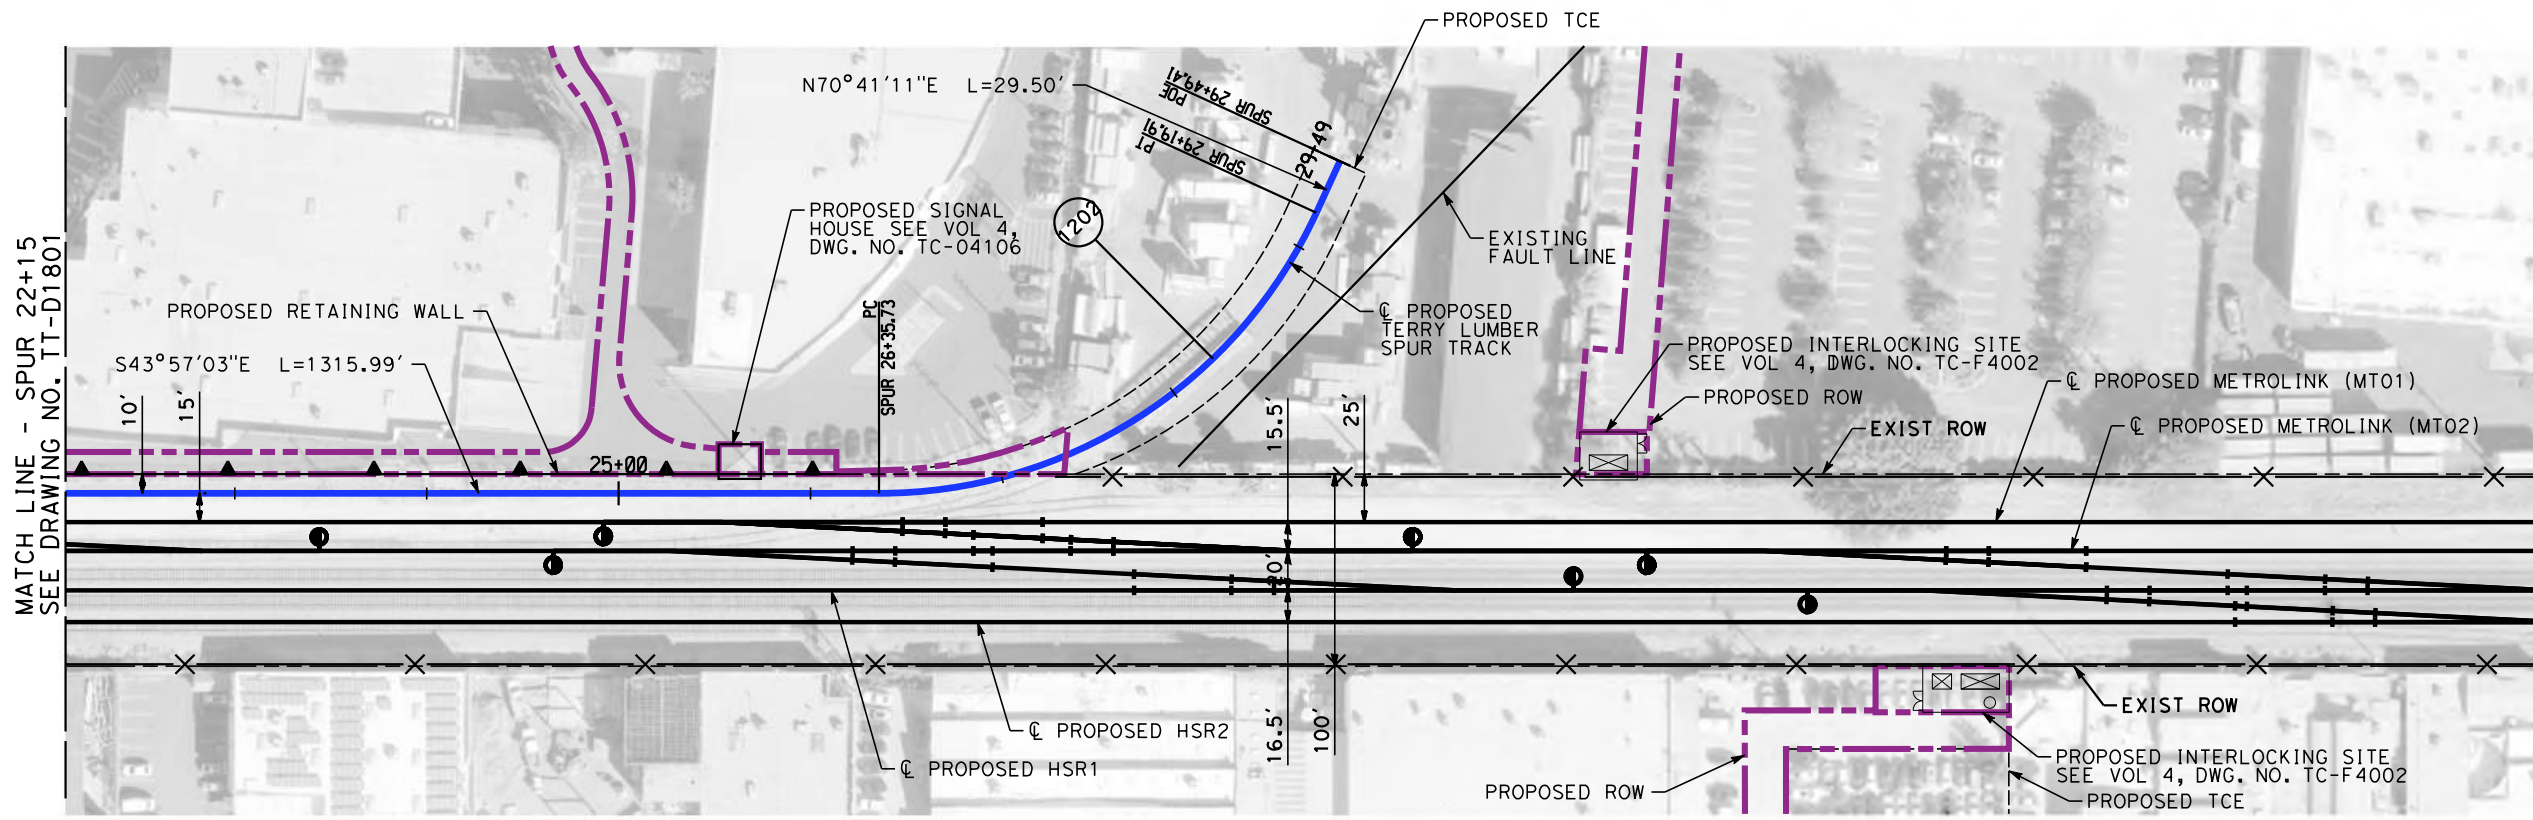 PROPOSED TCE
N70°41'11"E L=29.50'
SPUR 29+49.41
POE
SPUR 29+19.91
PT
29+49
1202
PROPOSED SIGNAL
HOUSE SEE VOL 4,
DWG. NO. TC-04106
EXISTING
FAULT LINE
MATCH LINE - SPUR 22+15
SEE DRAWING NO. TT-D1801
PROPOSED RETAINING WALL
S43°57'03"E L=1315.99'
10'
15'
PC
SPUR 26+35.73
℄ PROPOSED
TERRY LUMBER
SPUR TRACK
PROPOSED INTERLOCKING SITE
SEE VOL 4, DWG. NO. TC-F4002
PROPOSED ROW
℄ PROPOSED METROLINK (MT01)
℄ PROPOSED METROLINK (MT02)
EXIST ROW
15.5'
25'
25+00
16.5'
100'
℄ PROPOSED HSR2
℄ PROPOSED HSR1
EXIST ROW
PROPOSED INTERLOCKING SITE
SEE VOL 4, DWG. NO. TC-F4002
PROPOSED ROW
PROPOSED TCE